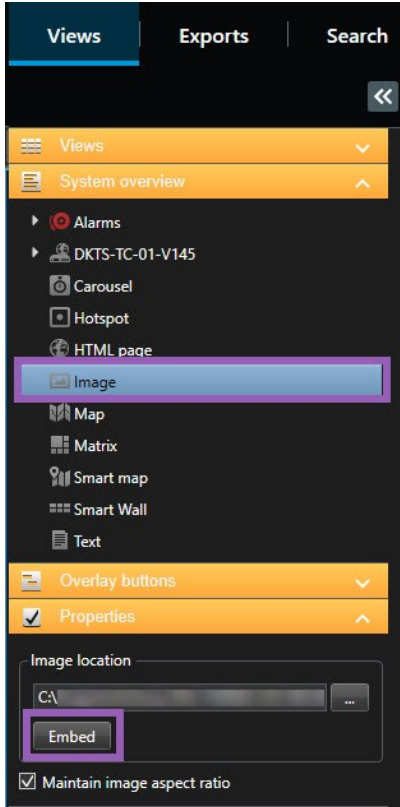 Views Exports Search
Views
System overview
Alarms
DKTS-TC-01-V145
Carousel
Hotspot
HTML page
Image
Map
Matrix
Smart map
Smart Wall
Text
Overlay buttons
Properties
Image location
C:\
...
Embed
Maintain image aspect ratio